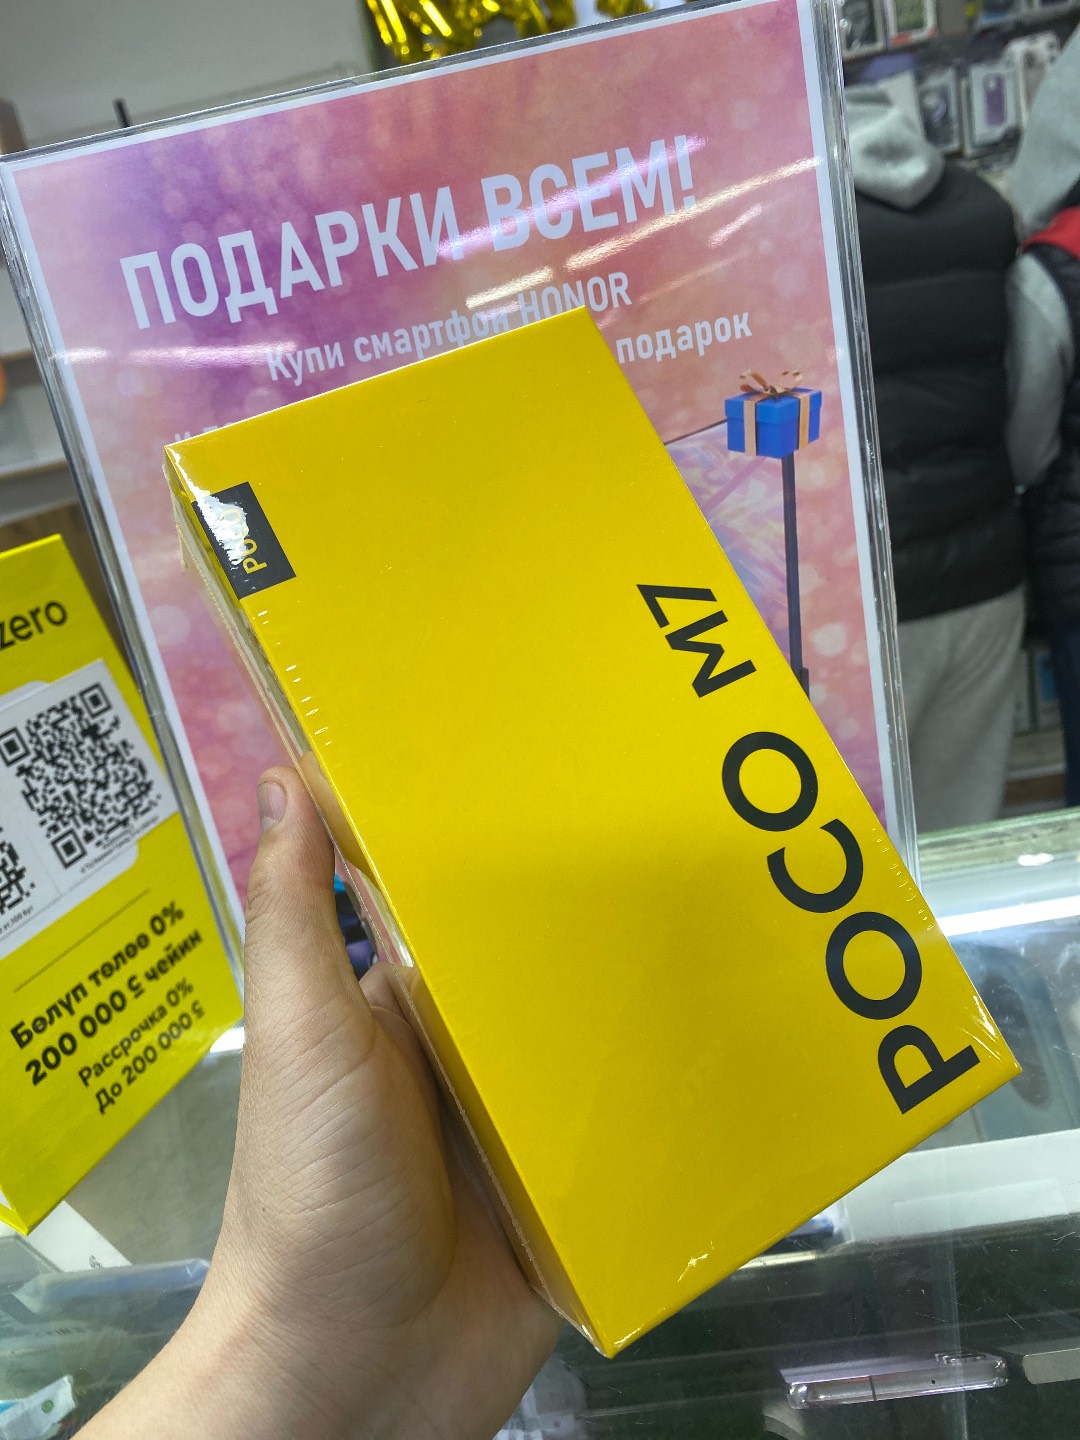 ПОДАРКИ ВСЕМ!
Купи смартфон HONOR
подарок
POCO
POCO M7
zero
Бөлүп төлөө 0%
200 000 с чейин
Рассрочка 0%
До 200 000 с